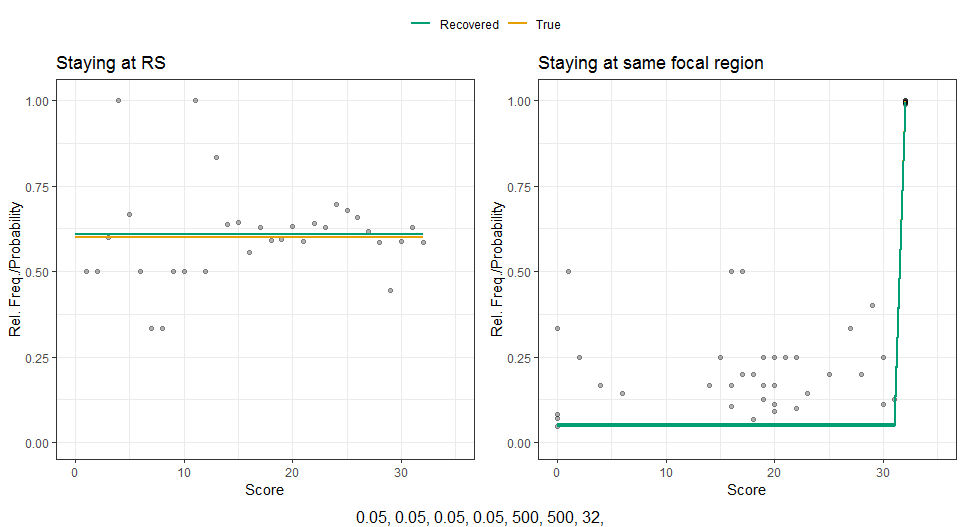 Recovered True
Staying at RS
Staying at same focal region
Rel. Freq./Probability
1.00
0.75
0.50
0.25
0.00
0 10 20 30
Score
Rel. Freq./Probability
1.00
0.75
0.50
0.25
0.00
0 10 20 30
Score
0.05, 0.05, 0.05, 0.05, 500, 500, 32,